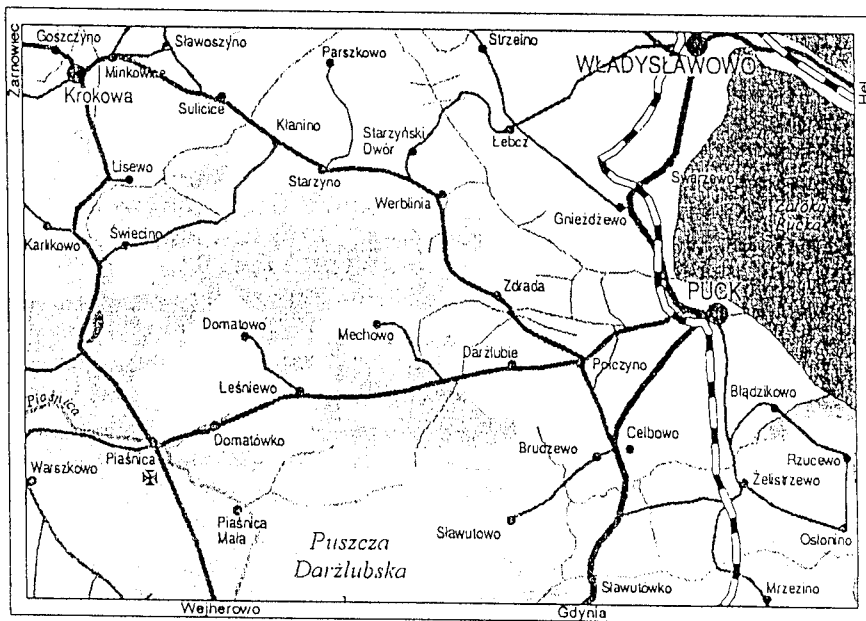 Goszczyno
Sławoszyno
Strzelno
Parszkowo
WŁADYSŁAWOWO
Żarnowiec
Minkowice
Krokowa
Hel
Sulicice
Kłanino
Starzyński
Dwór
Łebcz
Lisewo
Starzyno
Swarzewo
Werblinia
Gnieżdżewo
Zatoka
Pucka
Karlikowo
Świecino
Zdrada
PUCK
Domatowo
Mechowo
Darżlubie
Połczyno
Leśniewo
Błądzikowo
Piaśnica
Domatówko
Celbowo
Brudzewo
Piaśnica
Rzucewo
Warszkowo
Żelistrzewo
Piaśnica
Mała
Sławutowo
Osłonino
Puszcza
Darżlubska
Sławutówko
Mrzezino
Wejherowo
Gdynia